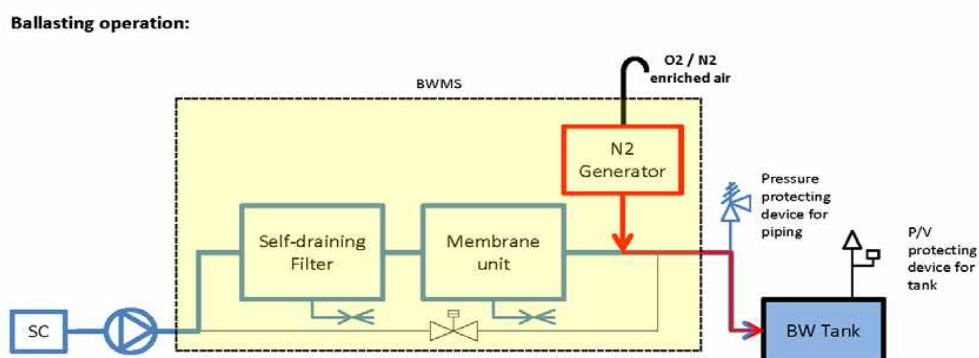 Ballasting operation:
O2 / N2
enriched air
BWMS
N2
Generator
Pressure
protecting
device for
piping
P/V
protecting
device for
tank
Self-draining
Filter
Membrane
unit
SC
BW Tank